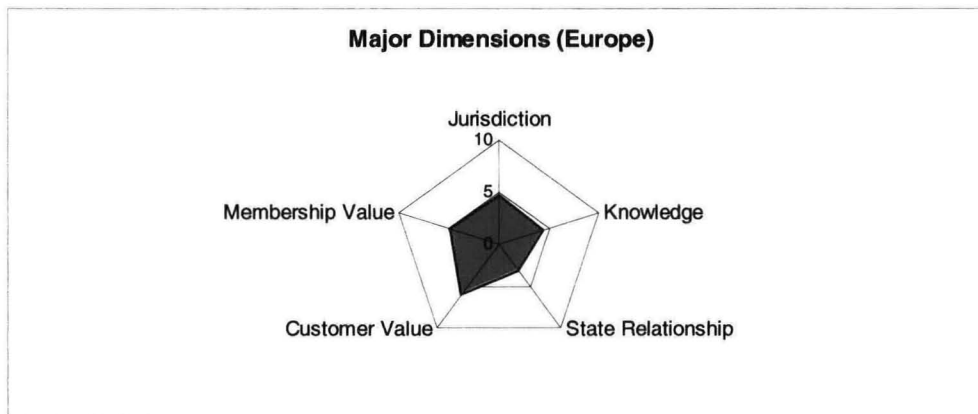 Major Dimensions (Europe)
Jurisdiction
10
5
Membership Value
Knowledge
0
Customer Value
State Relationship